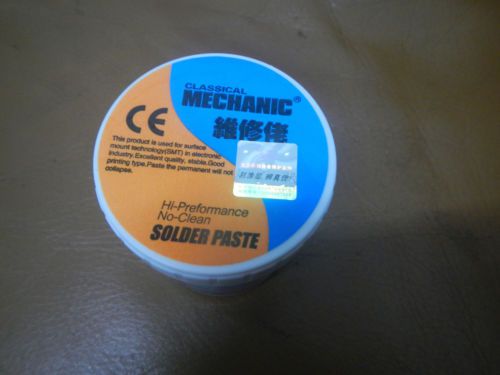 CLASSICAL
MECHANIC®
維修佬
CE
This product is used for surface
mount technology(SMT) in electronic
industry.Excellent quality, stable.Good
printing type.Paste the permanent will not
collapes.
Hi-Preformance
No-Clean
SOLDER PASTE